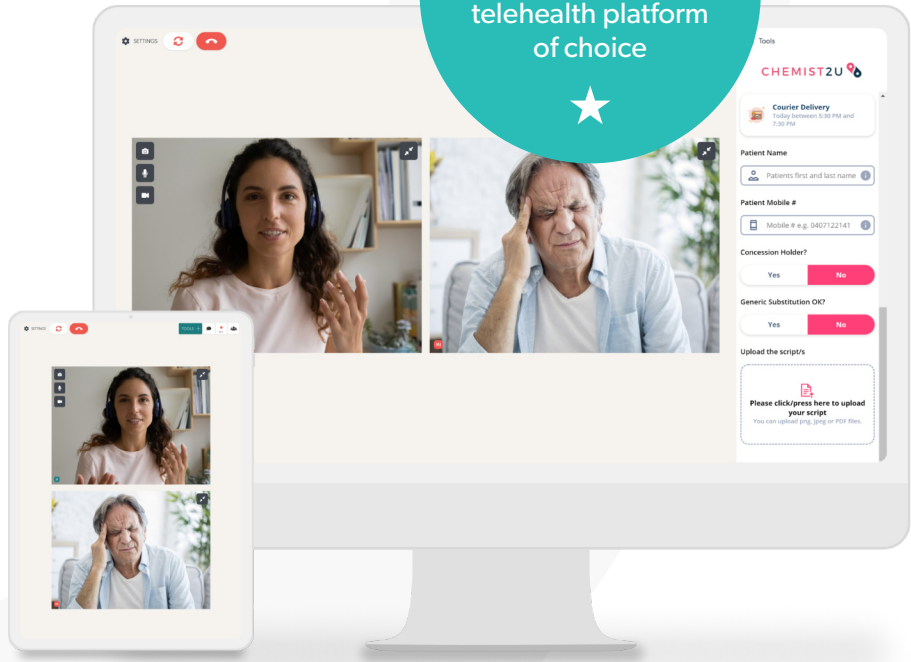 telehealth platform
of choice
SETTINGS
Tools
CHEMIST2U
Courier Delivery
Today between 5:30 PM and
7:30 PM
Patient Name
Patients first and last name
Patient Mobile #
Mobile # e.g. 0407122141
Concession Holder?
Yes No
Generic Substitution OK?
Yes No
Upload the script/s
Please click/press here to upload
your script
You can upload png, jpeg or PDF files.
SETTINGS
TOOLS